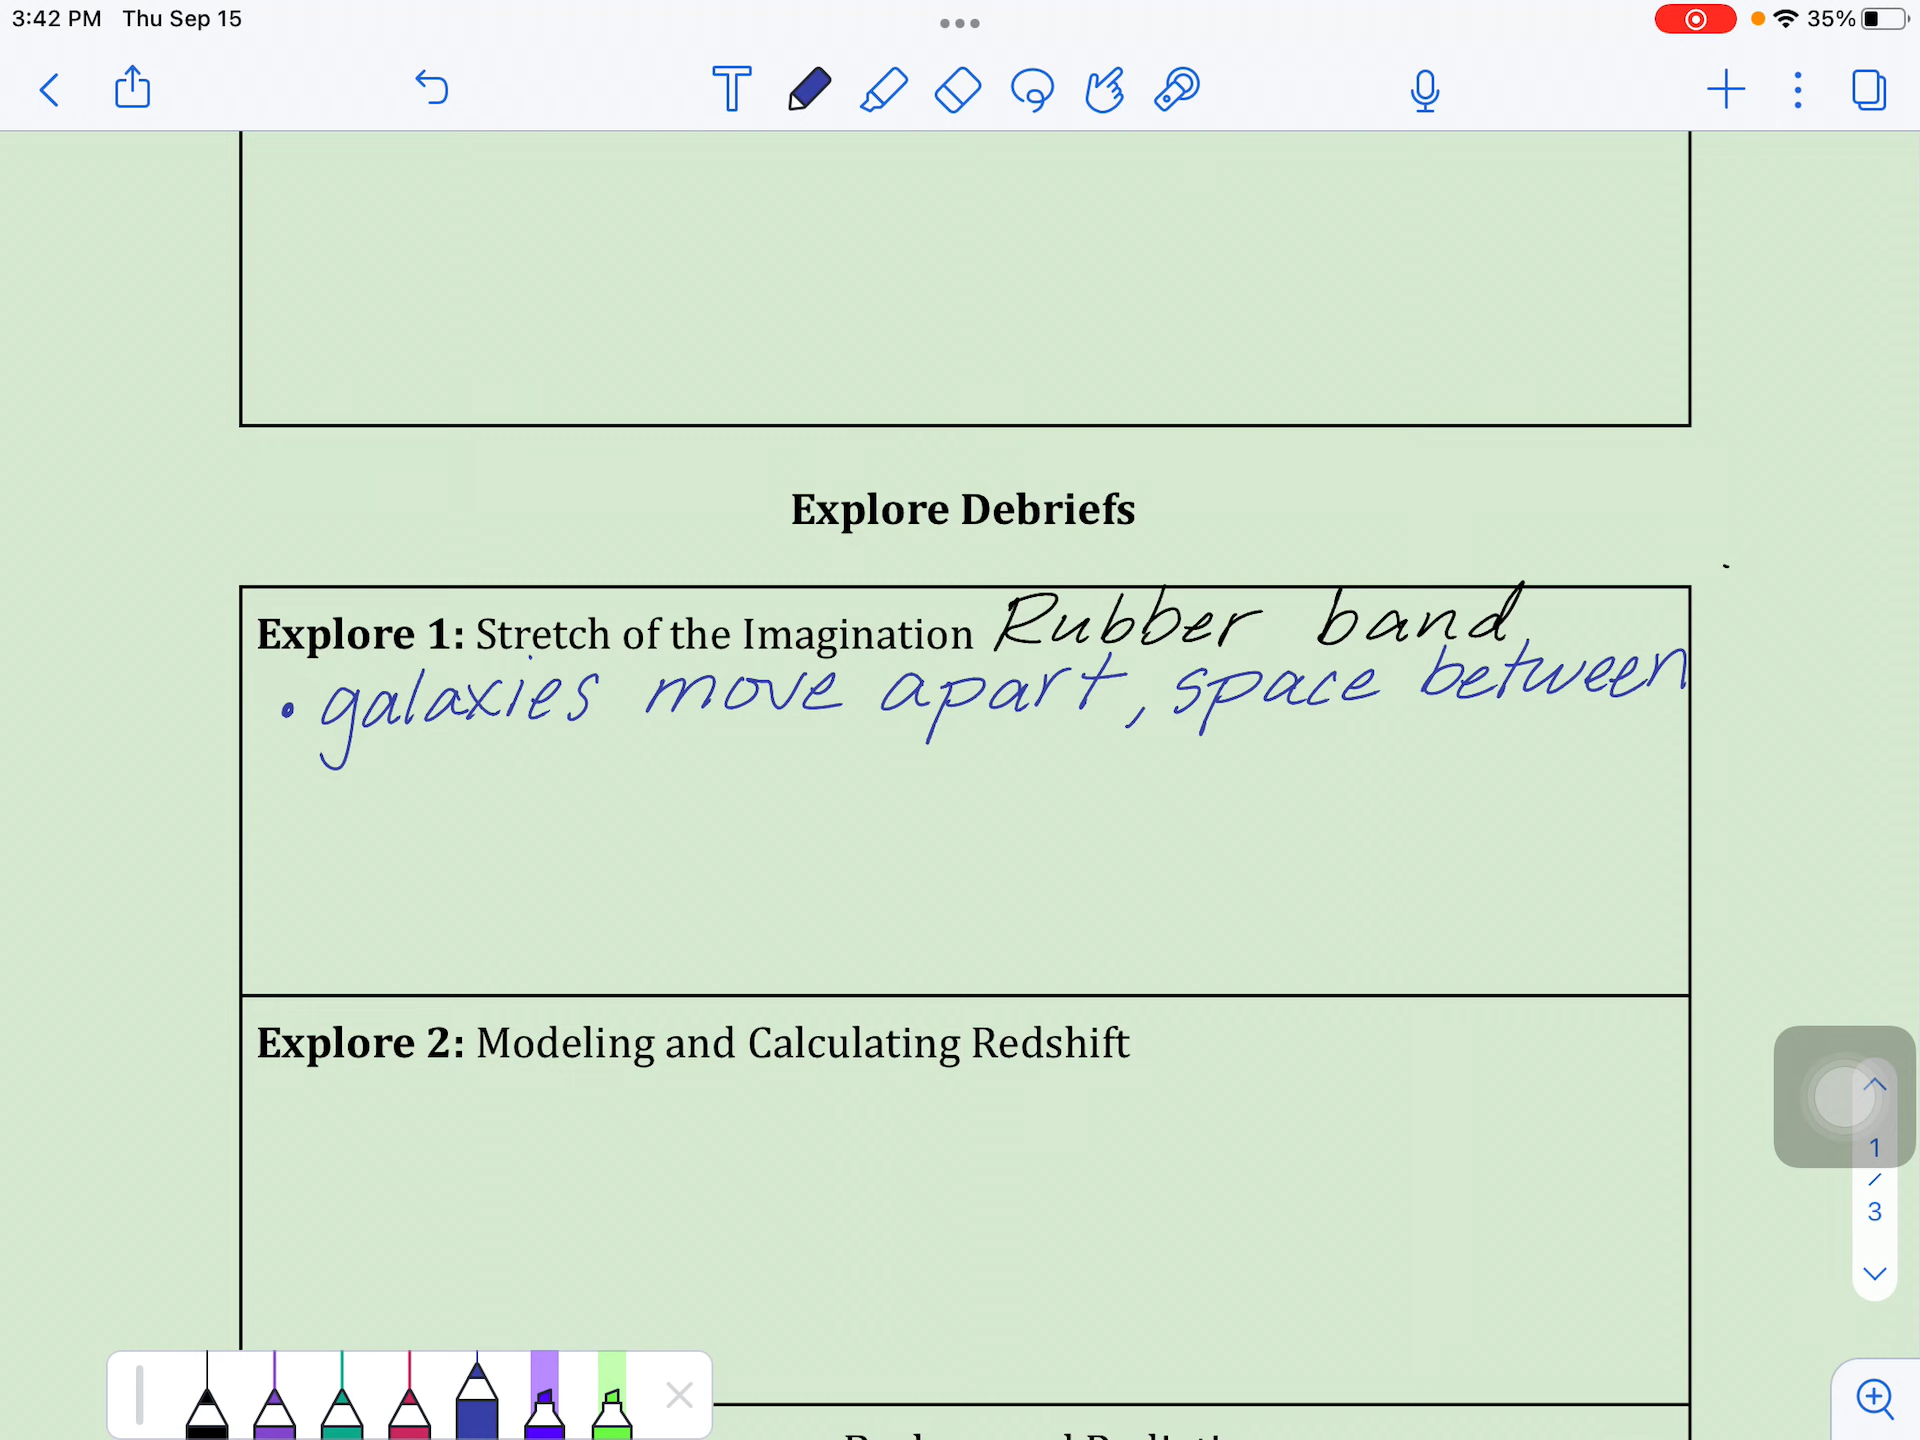 3:42 PM Thu Sep 15
35%
Explore Debriefs
Explore 1: Stretch of the Imagination Rubber band
• galaxies move apart, space between
Explore 2: Modeling and Calculating Redshift
1
/
3